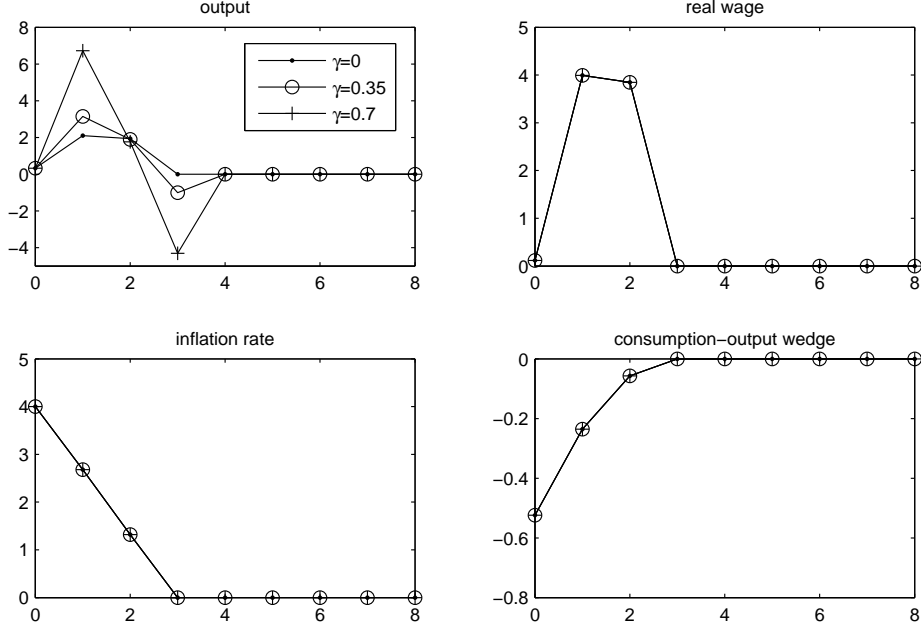 output
8
6
4
2
0
−2
−4
0 2 4 6 8
γ=0
γ=0.35
γ=0.7
real wage
5
4
3
2
1
0
0 2 4 6 8
inflation rate
5
4
3
2
1
0
0 2 4 6 8
consumption−output wedge
0
−0.2
−0.4
−0.6
−0.8
0 2 4 6 8